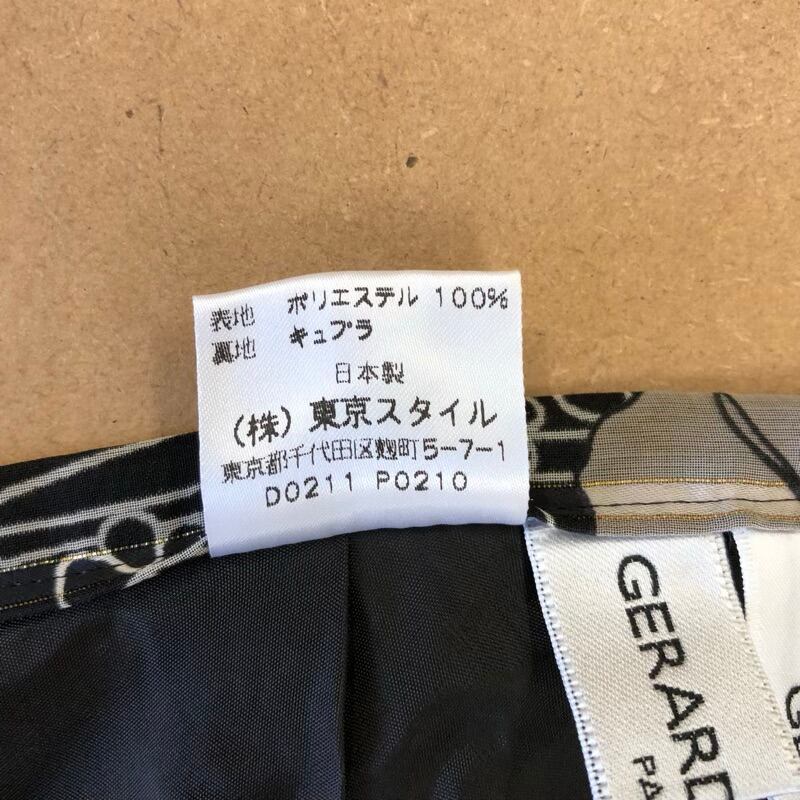 表地 ポリエステル 100%
裏地 キュプラ
日本製
(株) 東京スタイル
東京都千代田区麹町5-7-1
D0211 P0210
GERARD
PA